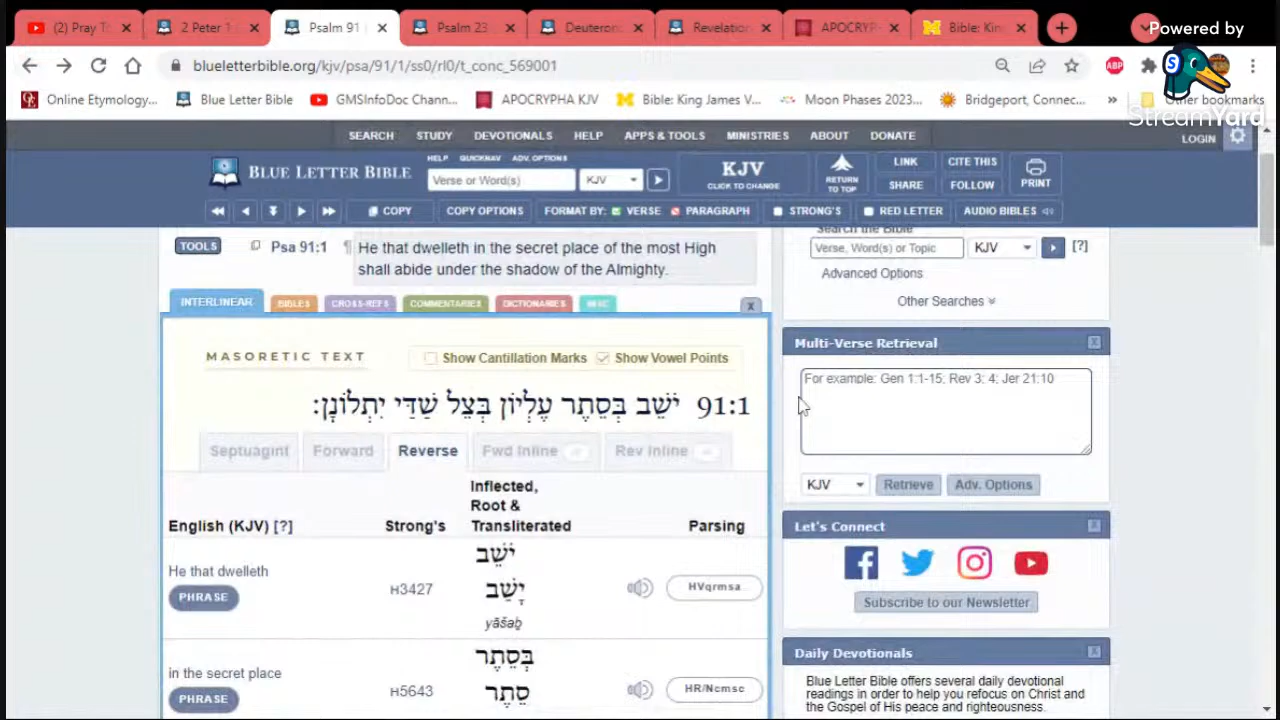 (2) Pray T
2 Peter 1
Psalm 91
Psalm 23
Deuteron
Revelation
APOCRYP
Bible: Kin
Powered by
StreamYard
blueletterbible.org/kjv/psa/91/1/ss0/rl0/t_conc_569001
ABP
Online Etymology...
Blue Letter Bible
GMSInfoDoc Chann...
APOCRYPHA KJV
Bible: King James V...
Moon Phases 2023...
Bridgeport, Connec...
»
Other bookmarks
SEARCH STUDY DEVOTIONALS HELP APPS & TOOLS MINISTRIES ABOUT DONATE
LOGIN
BLUE LETTER BIBLE
HELP QUICKNAV ADV. OPTIONS
Verse or Word(s) KJV
KJV
CLICK TO CHANGE
RETURN
TO TOP
LINK
SHARE
CITE THIS
FOLLOW
PRINT
COPY COPY OPTIONS FORMAT BY: VERSE PARAGRAPH STRONG'S RED LETTER AUDIO BIBLES
TOOLS Psa 91:1 ¶ He that dwelleth in the secret place of the most High
shall abide under the shadow of the Almighty.
INTERLINEAR BIBLES CROSS-REFS COMMENTARIES DICTIONARIES MISC X
MASORETIC TEXT
Show Cantillation Marks Show Vowel Points
91:1 יֹשֵׁב בְּסֵתֶר עֶלְיוֹן בְּצֵל שַׁדַּי יִתְלוֹנָן׃
Septuagint Forward Reverse Fwd Inline Rev Inline
English (KJV) [?]
Strong's
Inflected,
Root &
Transliterated
Parsing
He that dwelleth
PHRASE
H3427
יֹשֵׁב
יָשַׁב
yāšaḇ
HVqrmsa
in the secret place
PHRASE
H5643
בְּסֵתֶר
סֵתֶר
HR/Ncmsc
Search the Bible
Verse, Word(s) or Topic KJV [?]
Advanced Options
Other Searches
Multi-Verse Retrieval X
For example: Gen 1:1-15; Rev 3; 4; Jer 21:10
KJV Retrieve Adv. Options
Let's Connect X
Subscribe to our Newsletter
Daily Devotionals X
Blue Letter Bible offers several daily devotional
readings in order to help you refocus on Christ and
the Gospel of His peace and righteousness.